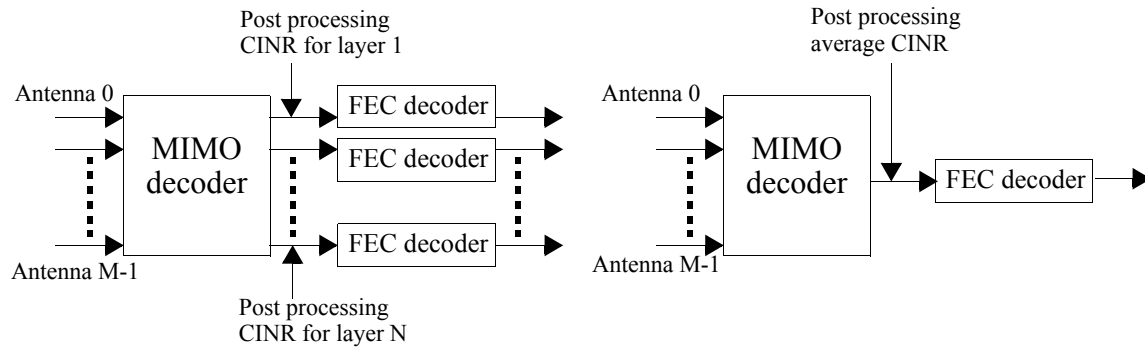 Post processing
CINR for layer 1
Antenna 0
MIMO
decoder
FEC decoder
FEC decoder
FEC decoder
Antenna M-1
Post processing
CINR for layer N
Post processing
average CINR
Antenna 0
MIMO
decoder
FEC decoder
Antenna M-1